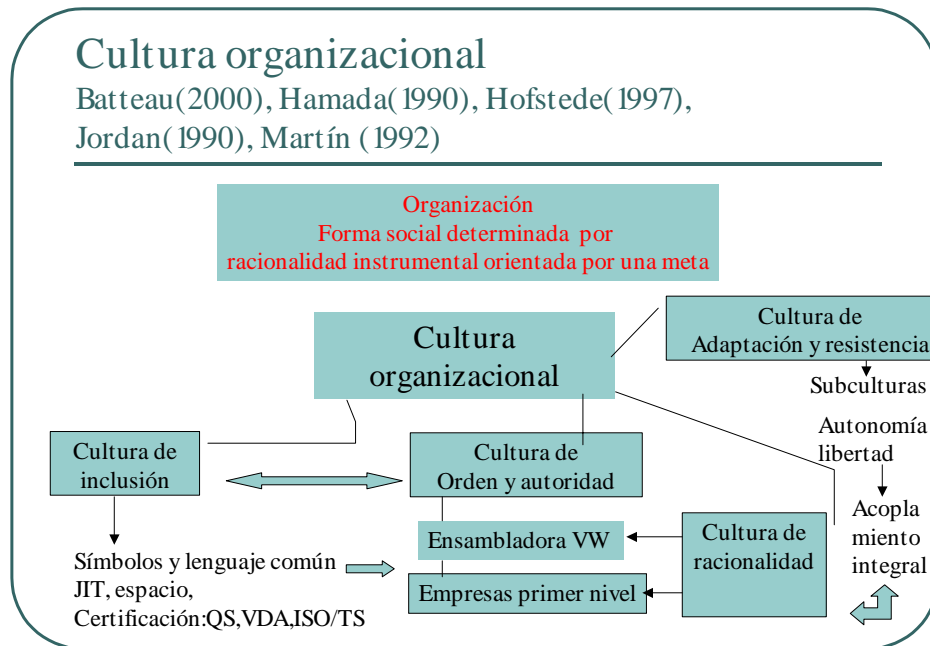 Cultura organizacional
Batteau(2000), Hamada(1990), Hofstede(1997),
Jordan(1990), Martín (1992)
Organización
Forma social determinada por
racionalidad instrumental orientada por una meta
Cultura
organizacional
Cultura de
Adaptación y resistencia
Subculturas
Autonomía
libertad
Acopla
miento
integral
Cultura de
inclusión
Cultura de
Orden y autoridad
Ensambladora VW
Empresas primer nivel
Cultura de
racionalidad
Símbolos y lenguaje común
JIT, espacio,
Certificación:QS,VDA,ISO/TS